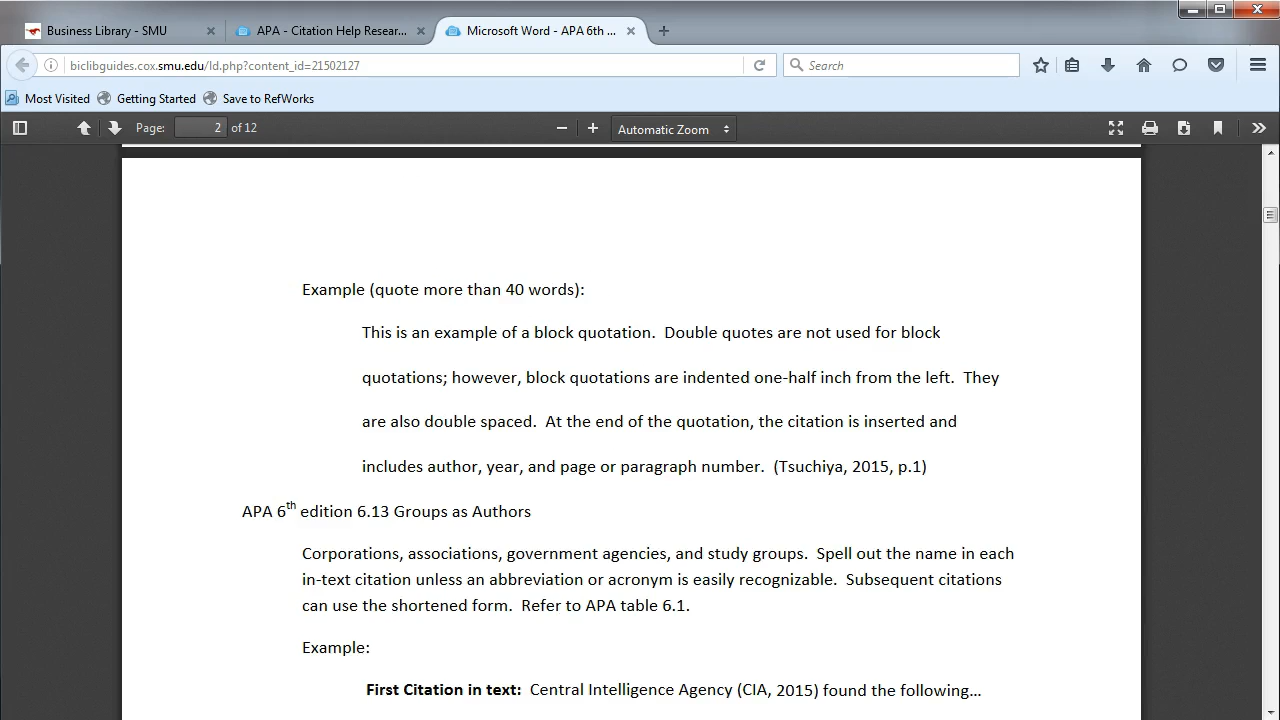 Business Library - SMU
APA - Citation Help Resear...
Microsoft Word - APA 6th ...
biclibguides.cox.smu.edu/ld.php?content_id=21502127
Search
Most Visited
Getting Started
Save to RefWorks
Page: 2 of 12
Automatic Zoom
Example (quote more than 40 words):
This is an example of a block quotation.  Double quotes are not used for block
quotations; however, block quotations are indented one-half inch from the left.  They
are also double spaced.  At the end of the quotation, the citation is inserted and
includes author, year, and page or paragraph number.  (Tsuchiya, 2015, p.1)
APA 6th edition 6.13 Groups as Authors
Corporations, associations, government agencies, and study groups.  Spell out the name in each
in-text citation unless an abbreviation or acronym is easily recognizable.  Subsequent citations
can use the shortened form.  Refer to APA table 6.1.
Example:
First Citation in text:  Central Intelligence Agency (CIA, 2015) found the following…